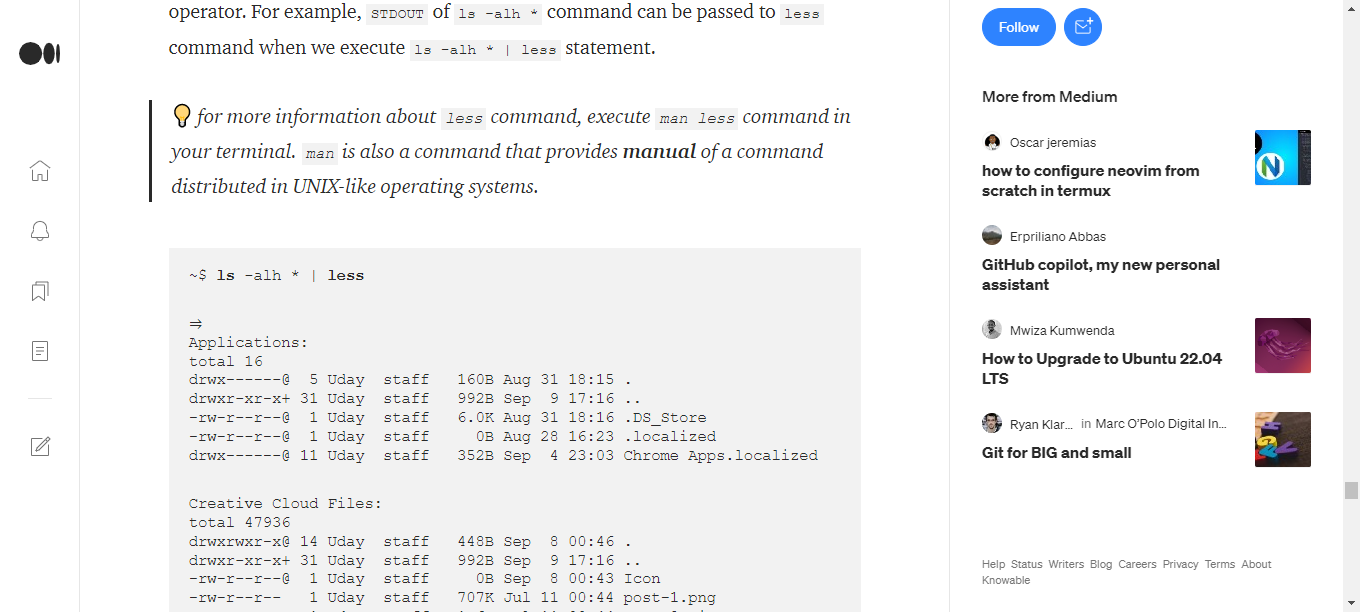 operator. For example, STDOUT of ls -alh * command can be passed to less
command when we execute ls -alh * | less statement.
💡 for more information about less command, execute man less command in
your terminal. man is also a command that provides manual of a command
distributed in UNIX-like operating systems.
~$ ls -alh * | less
⇉
Applications:
total 16
drwx------@  5 Uday  staff   160B Aug 31 18:15 .
drwxr-xr-x+ 31 Uday  staff   992B Sep  9 17:16 ..
-rw-r--r--@  1 Uday  staff   6.0K Aug 31 18:16 .DS_Store
-rw-r--r--@  1 Uday  staff     0B Aug 28 16:23 .localized
drwx------@ 11 Uday  staff   352B Sep  4 23:03 Chrome Apps.localized
Creative Cloud Files:
total 47936
drwxrwxr-x@ 14 Uday  staff   448B Sep  8 00:46 .
drwxr-xr-x+ 31 Uday  staff   992B Sep  9 17:16 ..
-rw-r--r--@  1 Uday  staff     0B Sep  8 00:43 Icon
-rw-r--r--   1 Uday  staff   707K Jul 11 00:44 post-1.png
Follow
More from Medium
Oscar jeremias
how to configure neovim from
scratch in termux
Erpriliano Abbas
GitHub copilot, my new personal
assistant
Mwiza Kumwenda
How to Upgrade to Ubuntu 22.04
LTS
Ryan Klar... in Marc O'Polo Digital In...
Git for BIG and small
Help Status Writers Blog Careers Privacy Terms About
Knowable